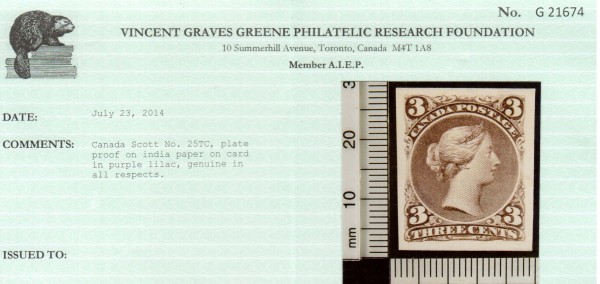 No. G 21674
VINCENT GRAVES GREENE PHILATELIC RESEARCH FOUNDATION
10 Summerhill Avenue, Toronto, Canada M4T 1A8
Member A.I.E.P.
DATE: July 23, 2014
COMMENTS: Canada Scott No. 25TC, plate
proof on india paper on card
in purple lilac, genuine in
all respects.
ISSUED TO:
30
20
10
mm
3 3
CANADA POSTAGE
3 3
THREE CENTS